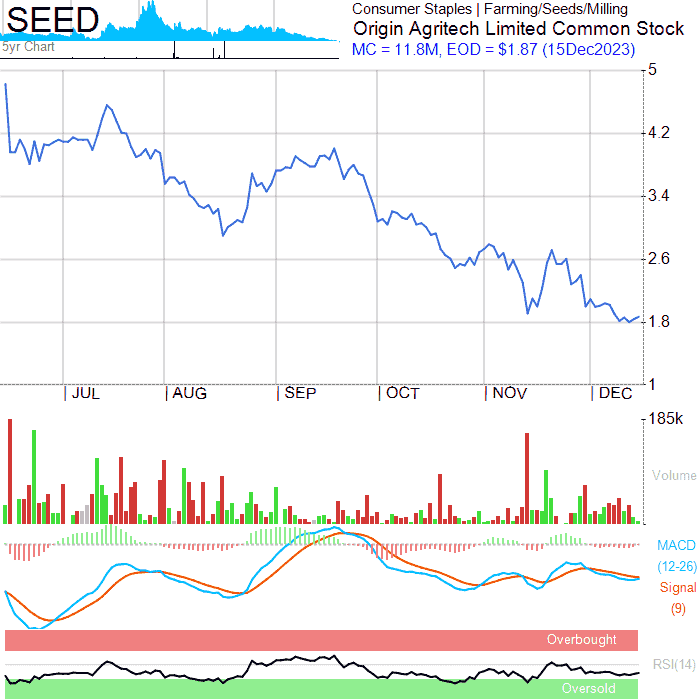 SEED
5yr Chart
Consumer Staples | Farming/Seeds/Milling
Origin Agritech Limited Common Stock
MC = 11.8M, EOD = $1.87 (15Dec2023)
5
4.2
3.4
2.6
1.8
1
JUL
AUG
SEP
OCT
NOV
DEC
185k
Volume
MACD
(12-26)
Signal
(9)
Overbought
RSI(14)
Oversold